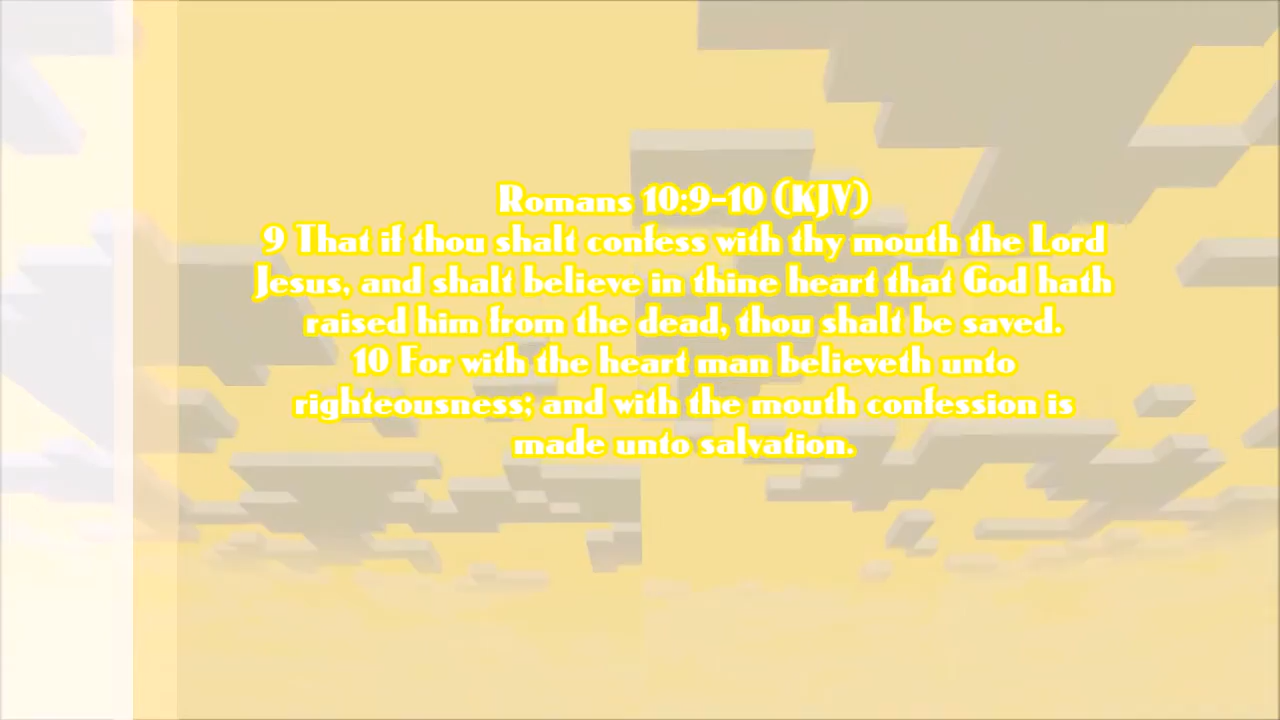 Romans 10:9-10 (KJV)
9 That if thou shalt confess with thy mouth the Lord
Jesus, and shalt believe in thine heart that God hath
raised him from the dead, thou shalt be saved.
10 For with the heart man believeth unto
righteousness; and with the mouth confession is
made unto salvation.